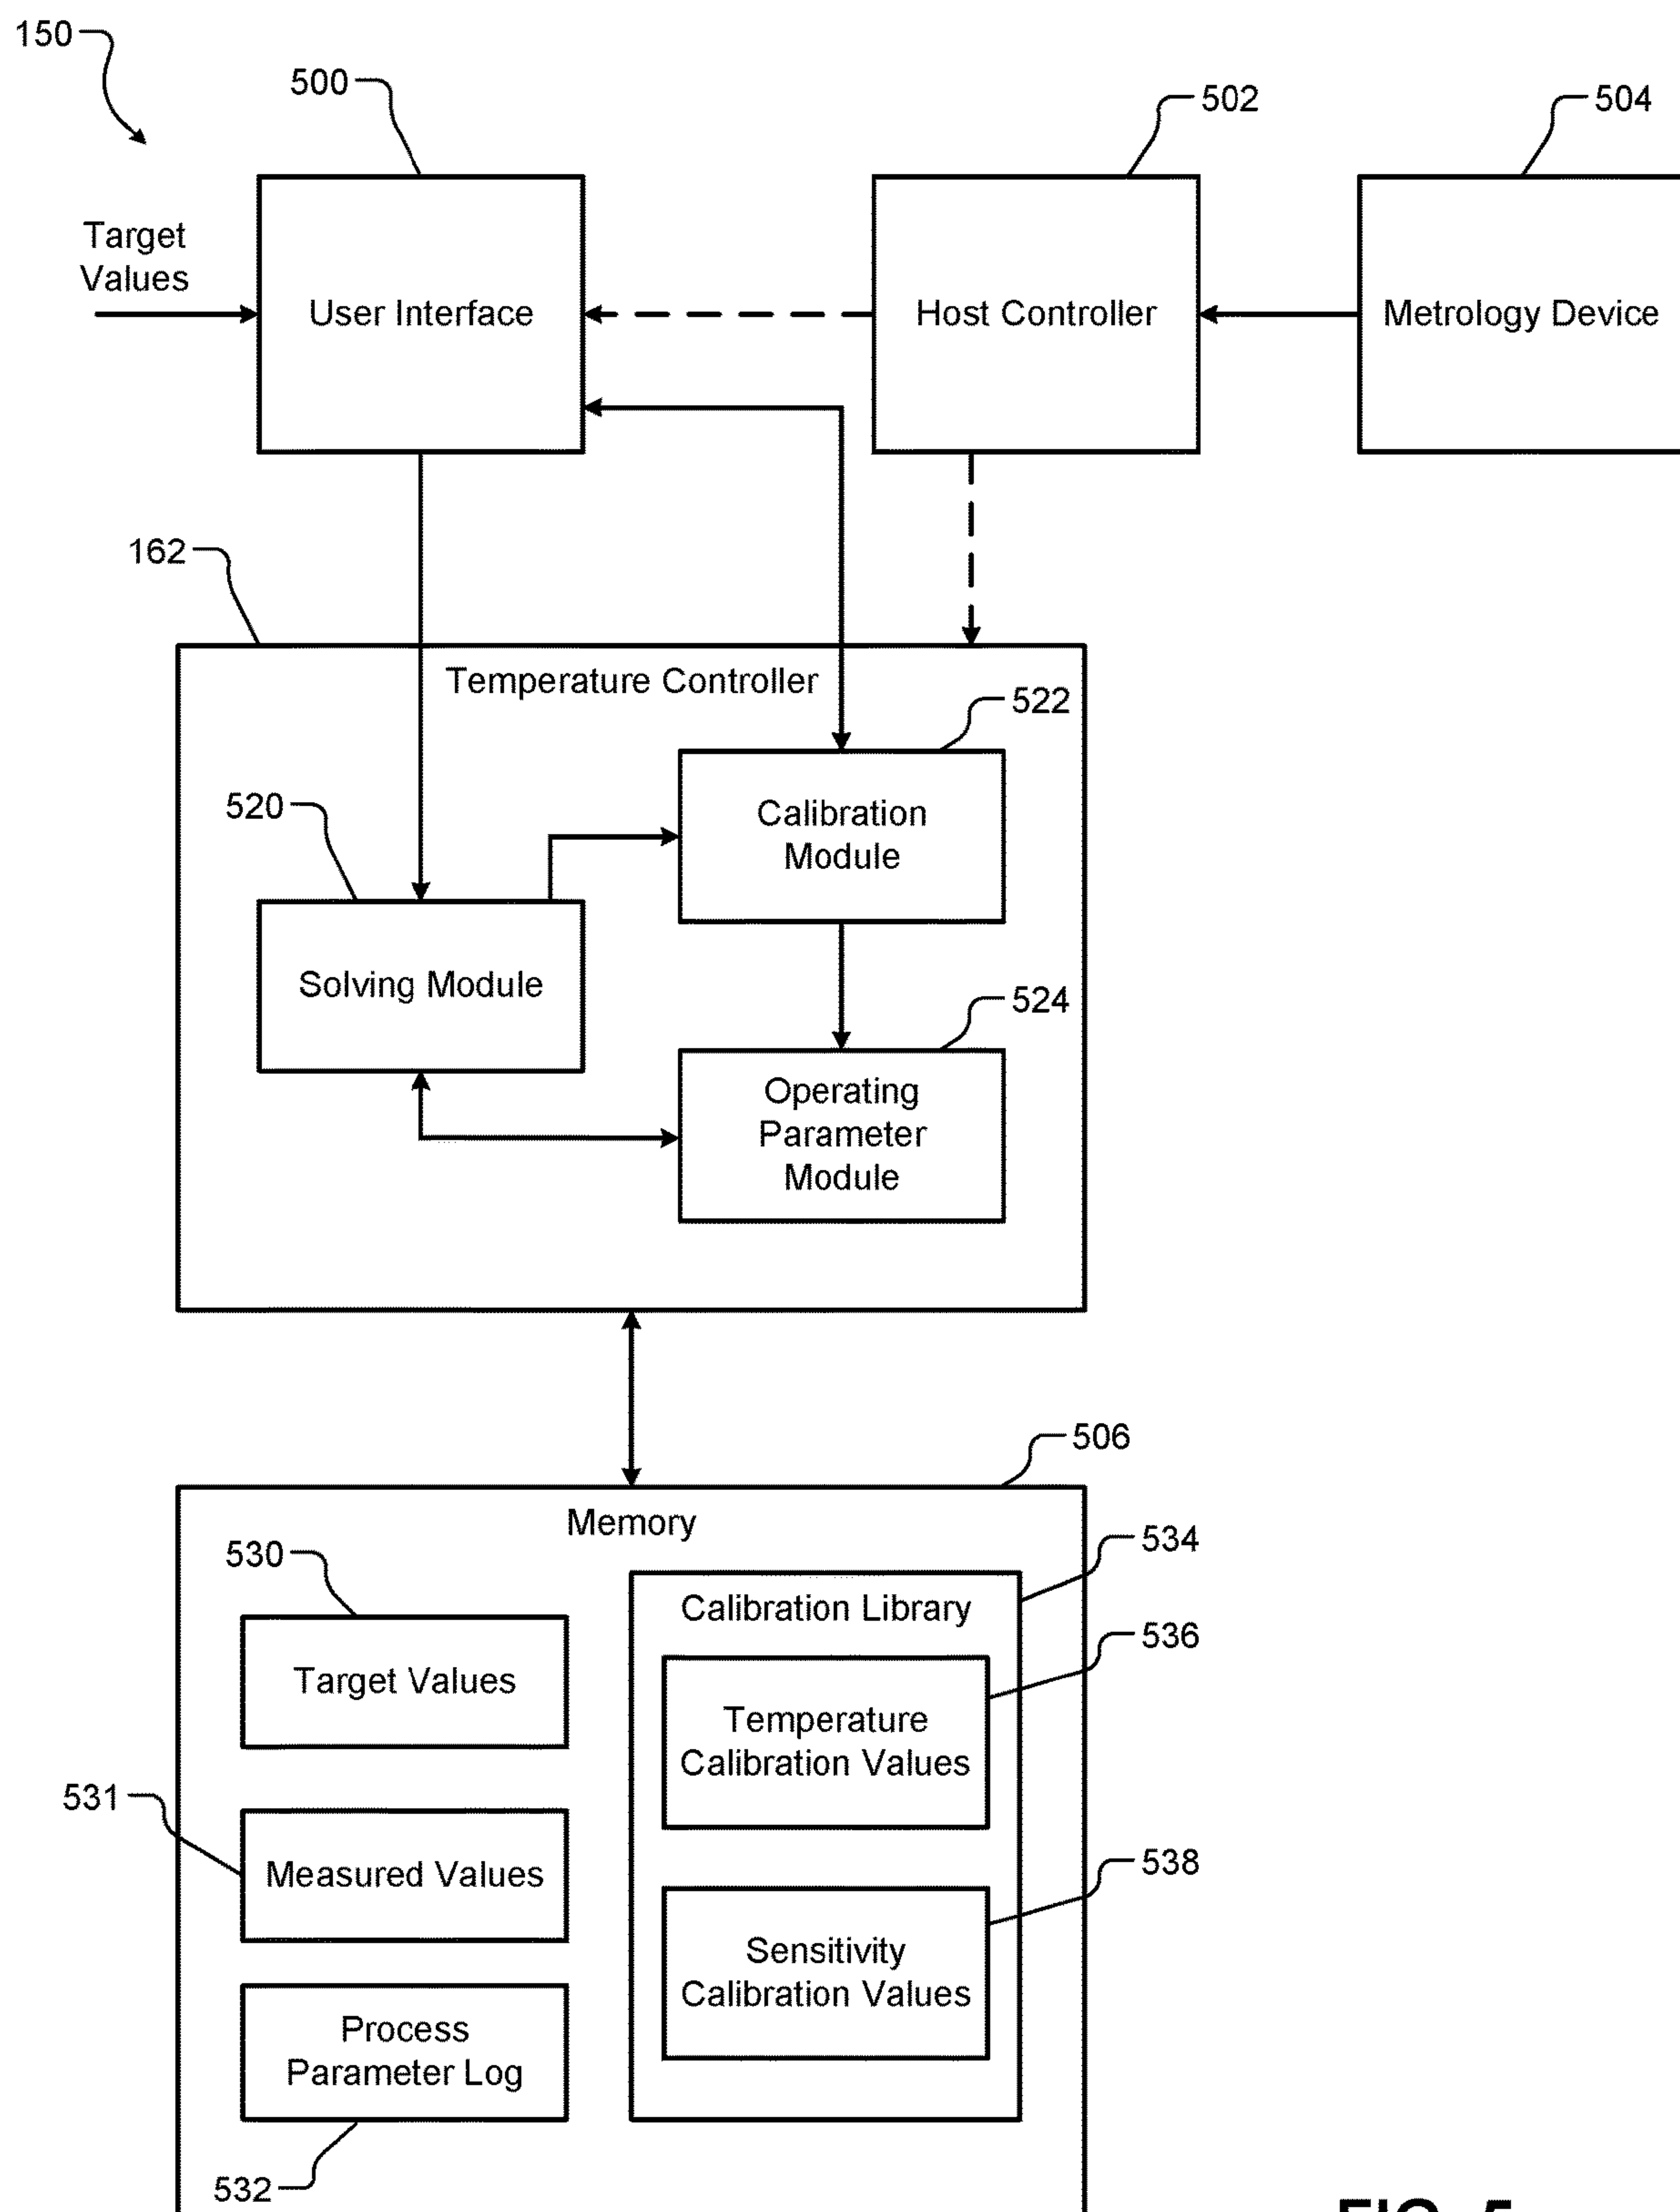 150
500
502
504
Target
Values
User Interface
Host Controller
Metrology Device
162
Temperature Controller
522
520
Calibration
Module
Solving Module
524
Operating
Parameter
Module
506
Memory
530
534
Calibration Library
536
Target Values
Temperature
Calibration Values
531
Measured Values
538
Sensitivity
Calibration Values
Process
Parameter Log
532